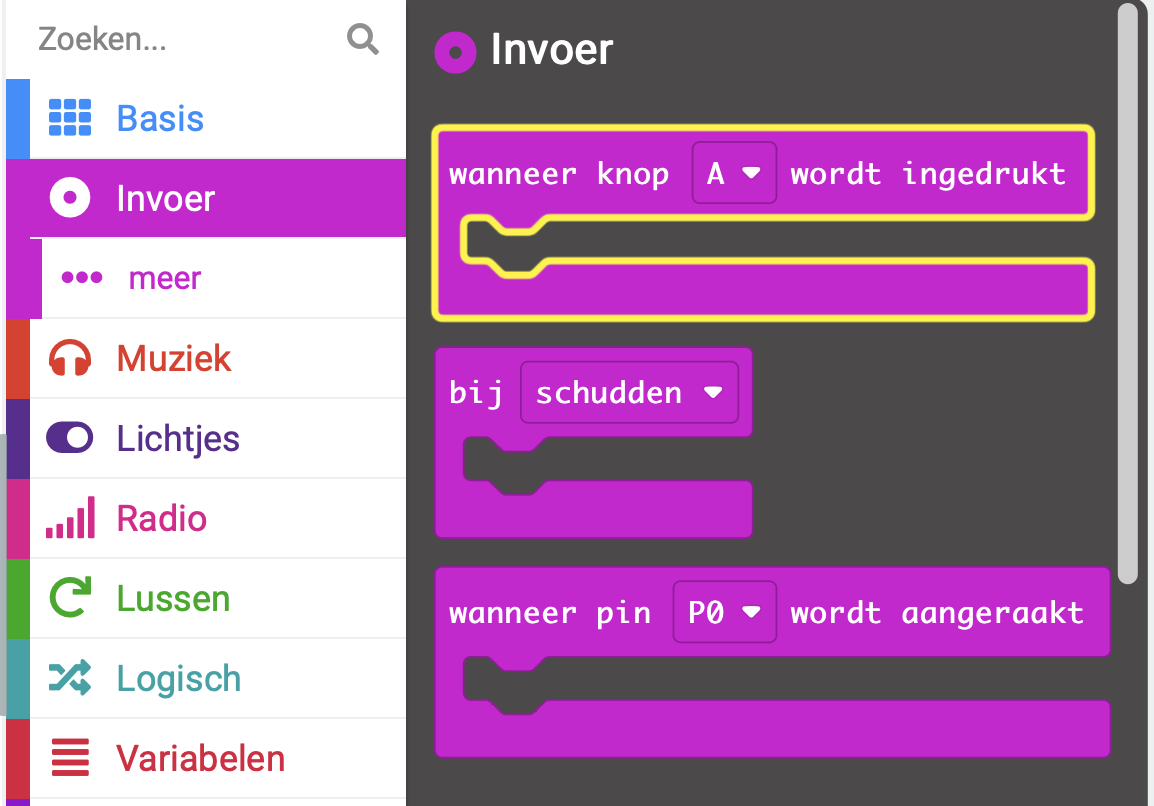 Zoeken...
Basis
Invoer
meer
Muziek
Lichtjes
Radio
Lussen
Logisch
Variabelen
Invoer
wanneer knop A wordt ingedrukt
bij schudden
wanneer pin P0 wordt aangeraakt